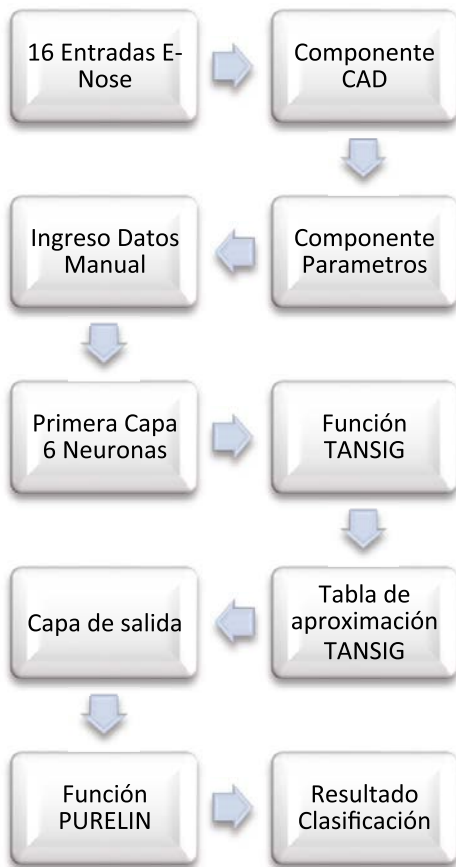 16 Entradas E-
Nose
Componente
CAD
Componente
Parametros
Ingreso Datos
Manual
Primera Capa
6 Neuronas
Función
TANSIG
Tabla de
aproximación
TANSIG
Capa de salida
Función
PURELIN
Resultado
Clasificación